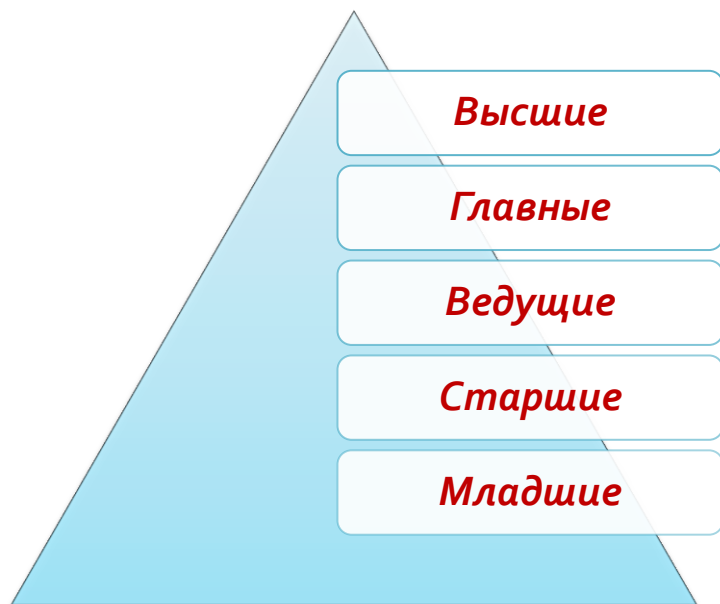 Высшие
Главные
Ведущие
Старшие
Младшие